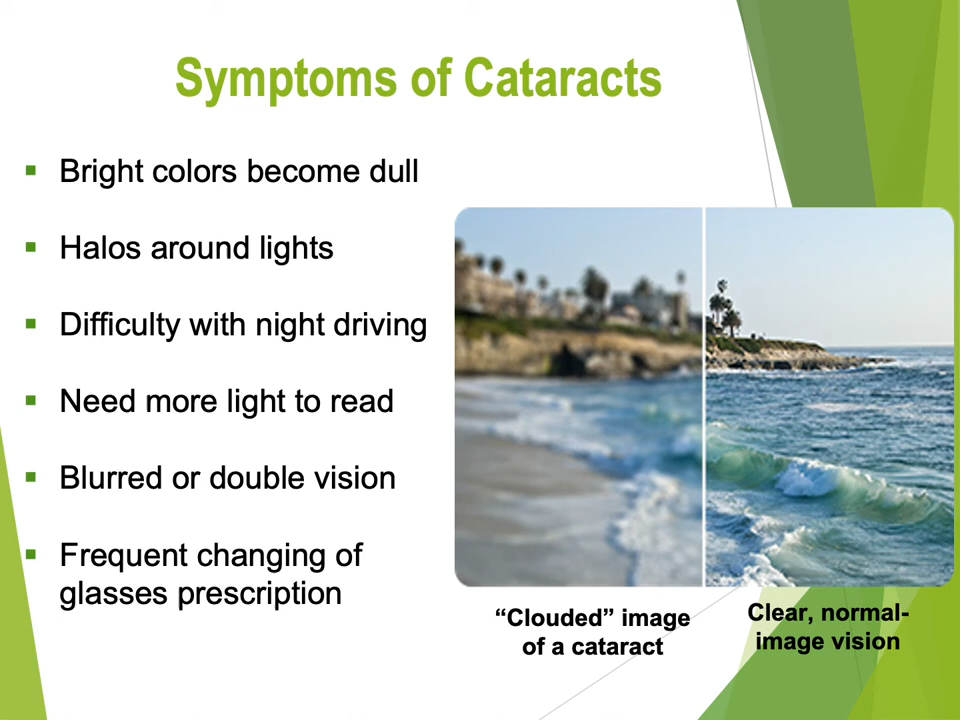 Symptoms of Cataracts
▪ Bright colors become dull
▪ Halos around lights
▪ Difficulty with night driving
▪ Need more light to read
▪ Blurred or double vision
▪ Frequent changing of
glasses prescription
“Clouded” image
of a cataract
Clear, normal-
image vision